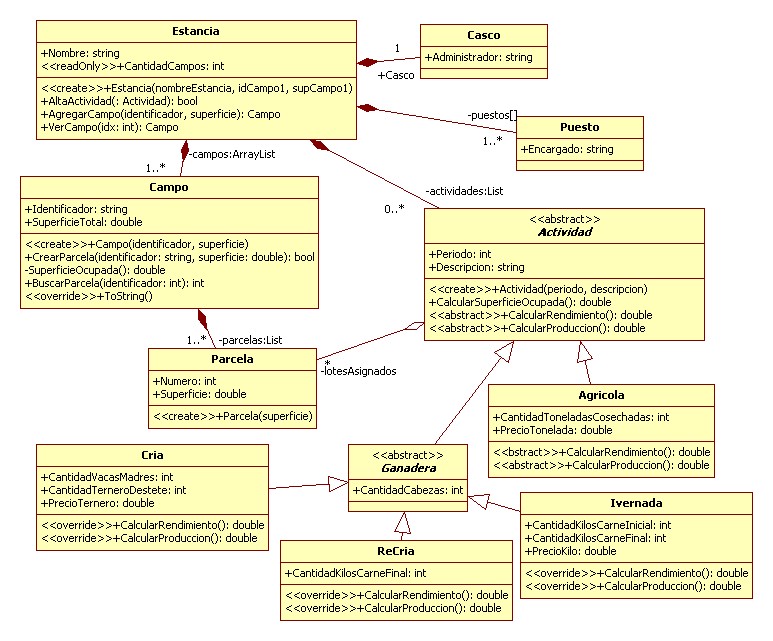 Estancia
+Nombre: string
<<readOnly>>+CantidadCampos: int
<<create>>+Estancia(nombreEstancia, idCampo1, supCampo1)
+AltaActividad(: Actividad): bool
+AgregarCampo(identificador, superficie): Campo
+VerCampo(idx: int): Campo
1
+Casco
Casco
+Administrador: string
-puestos[]
1..*
Puesto
+Encargado: string
-campos:ArrayList
1..*
-actividades:List
0..*
Campo
+Identificador: string
+SuperficieTotal: double
<<create>>+Campo(identificador, superficie)
+CrearParcela(identificador: string, superficie: double): bool
-SuperficieOcupada(): double
+BuscarParcela(identificador: int): int
<<override>>+ToString()
<<abstract>>
Actividad
+Periodo: int
+Descripcion: string
<<create>>+Actividad(periodo, descripcion)
+CalcularSuperficieOcupada(): double
<<abstract>>+CalcularRendimiento(): double
<<abstract>>+CalcularProduccion(): double
1..*
-parcelas:List
Parcela
+Numero: int
+Superficie: double
<<create>>+Parcela(superficie)
*
-lotesAsignados
Agricola
+CantidadToneladasCosechadas: int
+PrecioTonelada: double
<<bstract>>+CalcularRendimiento(): double
<<abstract>>+CalcularProduccion(): double
Cria
+CantidadVacasMadres: int
+CantidadTerneroDestete: int
+PrecioTernero: double
<<override>>+CalcularRendimiento(): double
<<override>>+CalcularProduccion(): double
<<abstract>>
Ganadera
+CantidadCabezas: int
Ivernada
+CantidadKilosCarneInicial: int
+CantidadKilosCarneFinal: int
+PrecioKilo: double
<<override>>+CalcularRendimiento(): double
<<override>>+CalcularProduccion(): double
ReCria
+CantidadKilosCarneFinal: int
<<override>>+CalcularRendimiento(): double
<<override>>+CalcularProduccion(): double